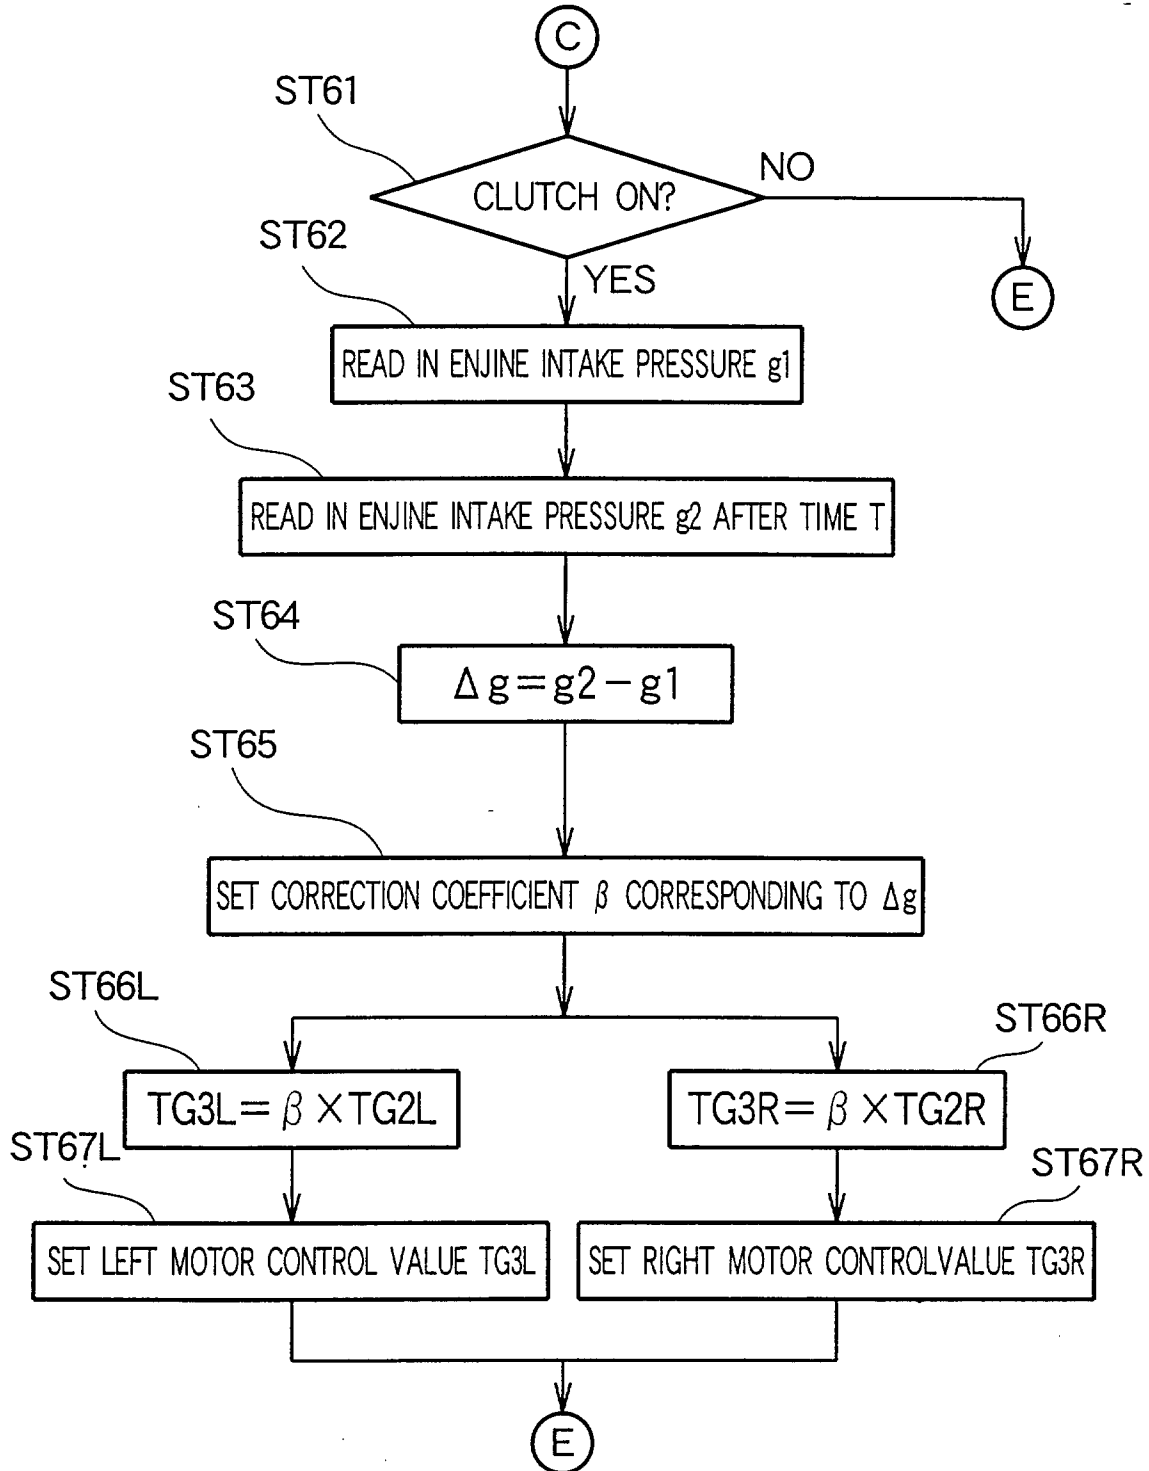 C
ST61
CLUTCH ON?
NO
ST62
YES
E
READ IN ENJINE INTAKE PRESSURE g1
ST63
READ IN ENJINE INTAKE PRESSURE g2 AFTER TIME T
ST64
Δg=g2-g1
ST65
SET CORRECTION COEFFICIENT β CORRESPONDING TO Δg
ST66L
ST66R
TG3L=β×TG2L
TG3R=β×TG2R
ST67L
ST67R
SET LEFT MOTOR CONTROL VALUE TG3L
SET RIGHT MOTOR CONTROLVALUE TG3R
E